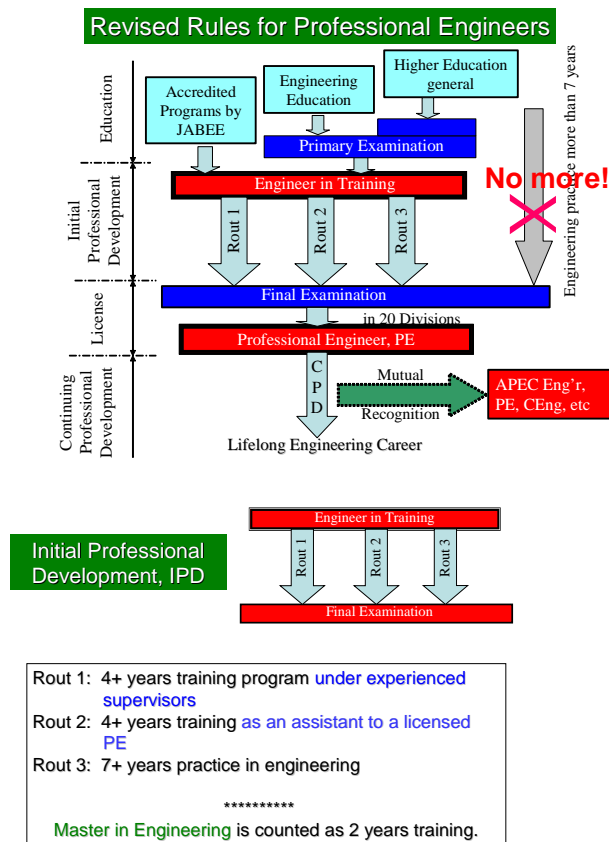 Revised Rules for Professional Engineers
Education
Accredited
Programs by
JABEE
Engineering
Education
Higher Education
general
Primary Examination
Engineering practice more than 7 years
No more!
Initial
Professional
Development
Engineer in Training
Rout 1
Rout 2
Rout 3
License
Final Examination
in 20 Divisions
Professional Engineer, PE
Continuing
Professional
Development
C
P
D
Mutual
Recognition
APEC Eng'r,
PE, CEng, etc
Lifelong Engineering Career
Initial Professional
Development, IPD
Engineer in Training
Rout 1
Rout 2
Rout 3
Final Examination
Rout 1: 4+ years training program under experienced
supervisors
Rout 2: 4+ years training as an assistant to a licensed
PE
Rout 3: 7+ years practice in engineering
**********
Master in Engineering is counted as 2 years training.